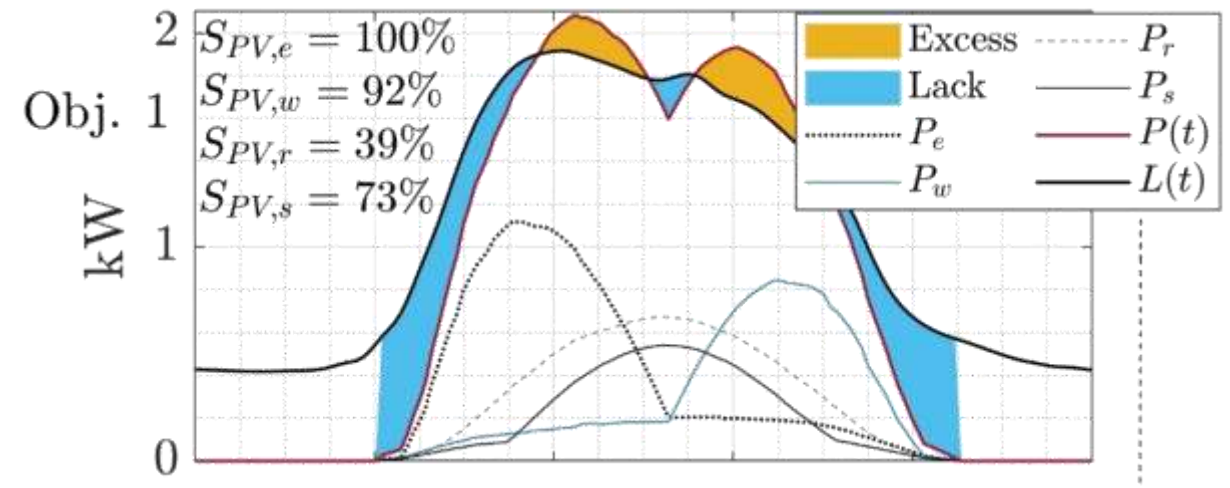 2
S_{PV,e} = 100%
S_{PV,w} = 92%
S_{PV,r} = 39%
S_{PV,s} = 73%
Obj. 1
kW
1
0
Excess
Lack
P_e
P_w
P_r
P_s
P(t)
L(t)